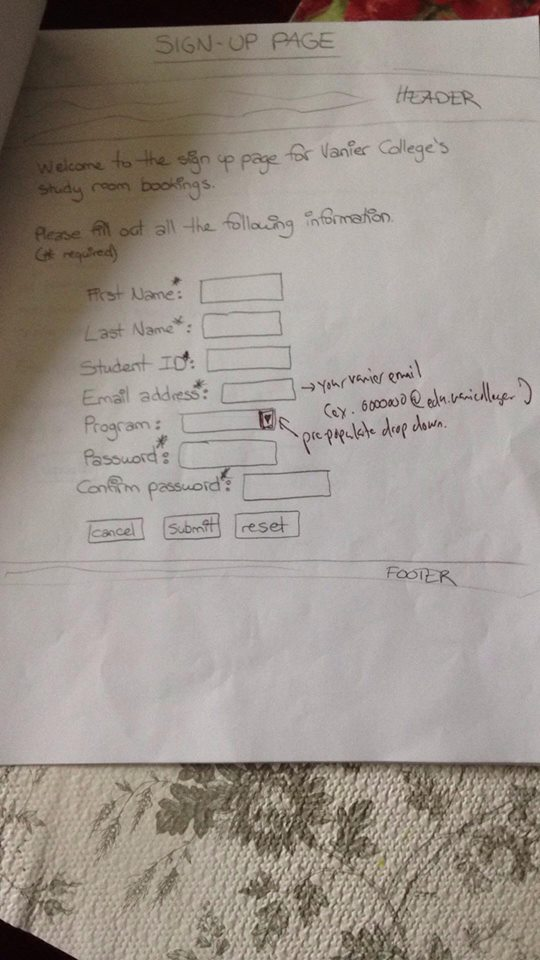 SIGN-UP PAGE
HEADER
Welcome to the sign up page for Vanier College's
study room bookings.
Please fill out all the following information.
(* required)
First Name*:
Last Name*:
Student ID*:
Email address*: → your vanier email
(ex. 0000000@edu.vaniercollege.)
Program: ▼ ← pre populate drop down.
Password*:
Confirm password*:
cancel submit reset
FOOTER